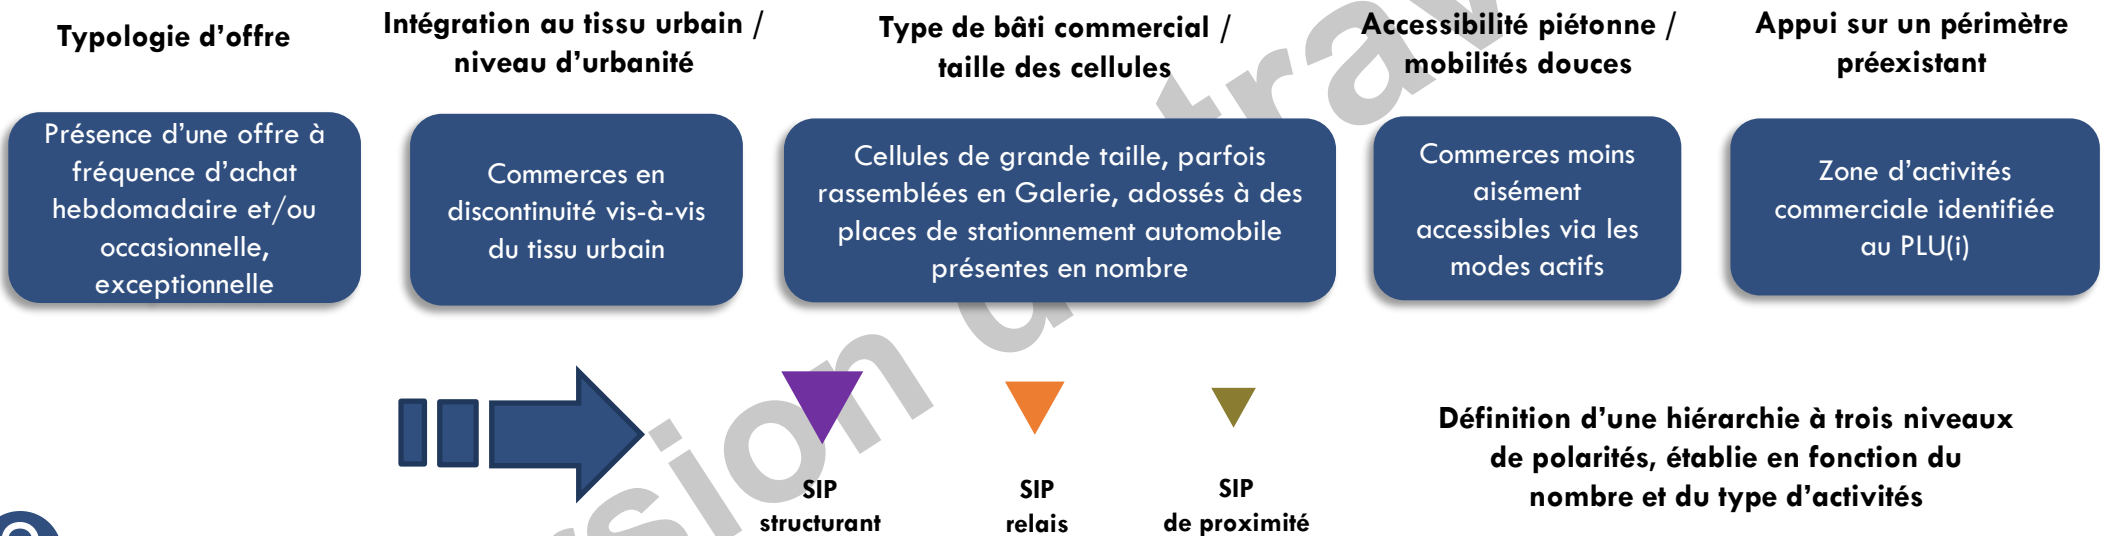 Typologie d’offre
Intégration au tissu urbain /
niveau d’urbanité
Type de bâti commercial /
taille des cellules
Accessibilité piétonne /
mobilités douces
Appui sur un périmètre
préexistant
Présence d’une offre à
fréquence d’achat
hebdomadaire et/ou
occasionnelle,
exceptionnelle
Commerces en
discontinuité vis-à-vis
du tissu urbain
Cellules de grande taille, parfois
rassemblées en Galerie, adossés à des
places de stationnement automobile
présentes en nombre
Commerces moins
aisément
accessibles via les
modes actifs
Zone d’activités
commerciale identifiée
au PLU(i)
SIP
structurant
SIP
relais
SIP
de proximité
Définition d’une hiérarchie à trois niveaux
de polarités, établie en fonction du
nombre et du type d’activités